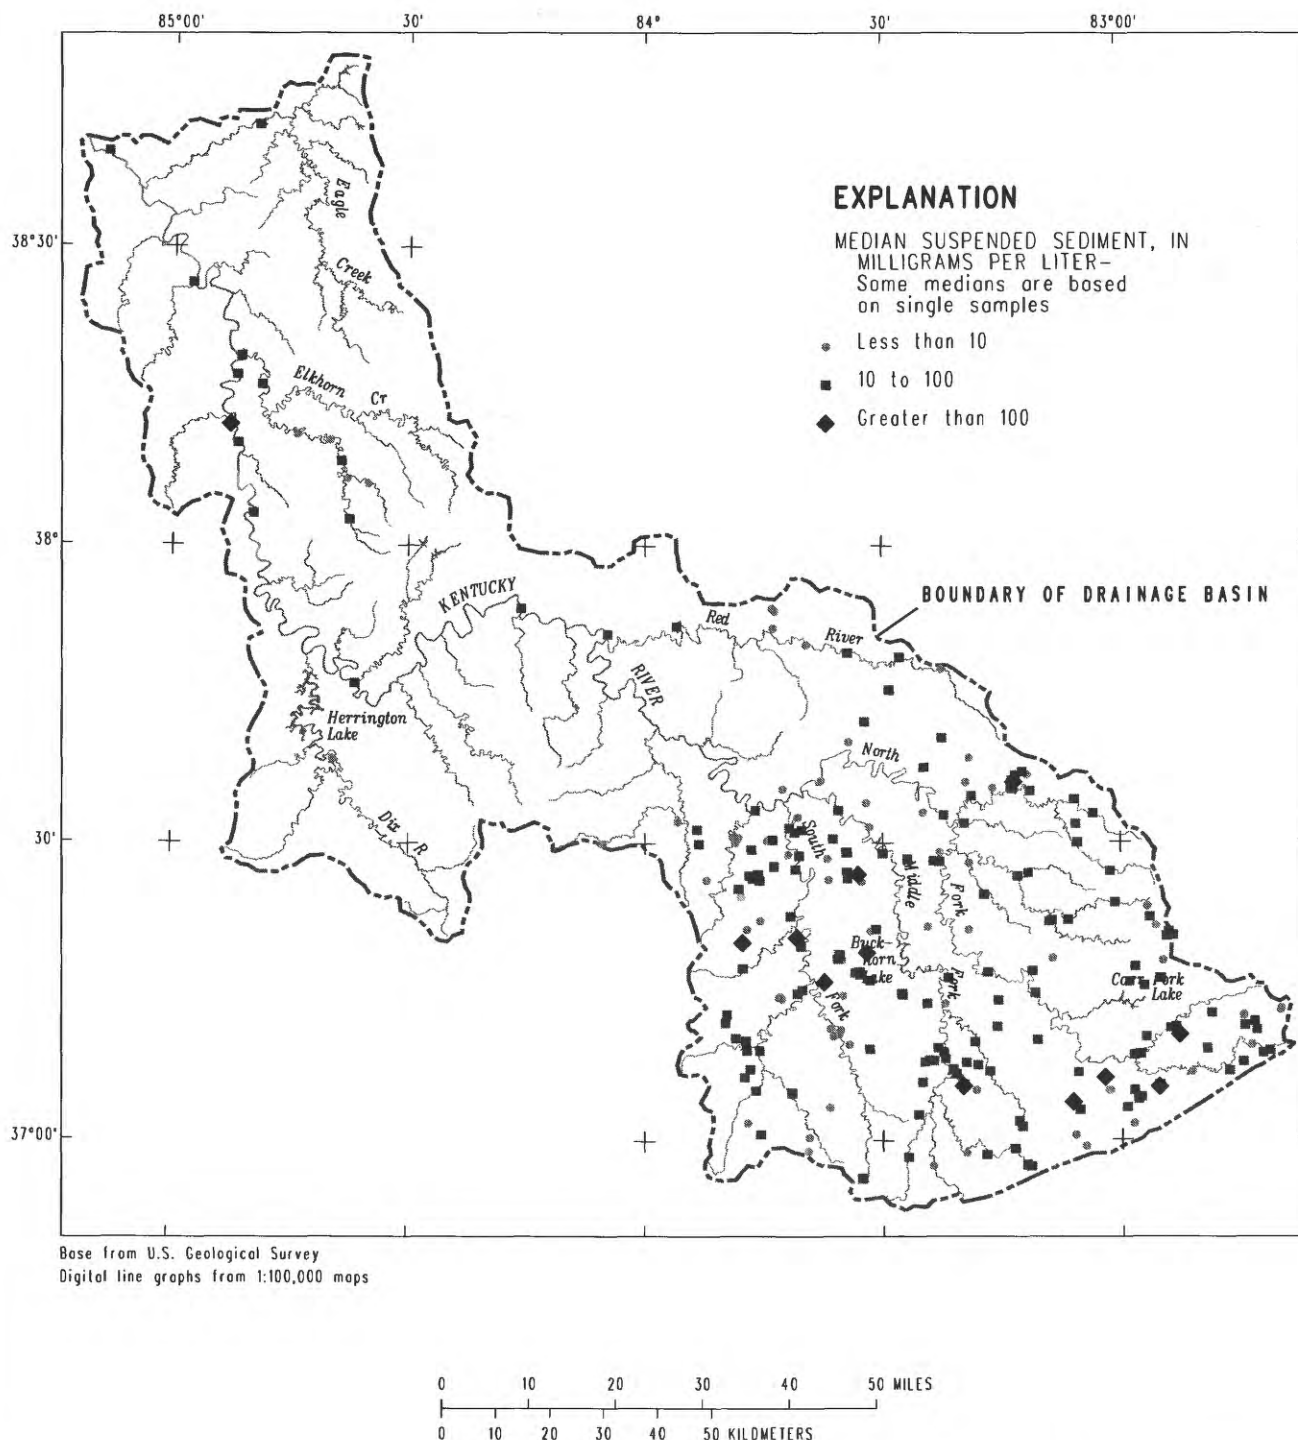 85°00'
30'
84°
30'
83°00'
38°30'
38°
30'
37°00'
EXPLANATION
MEDIAN SUSPENDED SEDIMENT, IN
MILLIGRAMS PER LITER—
Some medians are based
on single samples
Less than 10
10 to 100
Greater than 100
Eagle
Creek
Elkhorn
Cr
BOUNDARY OF DRAINAGE BASIN
KENTUCKY
Red
River
RIVER
Herrington
Lake
North
Dix R
South
Middle
Fork
Buck-
horn
Lake
Fork
Fork
Carr Fork
Lake
Base from U.S. Geological Survey
Digital line graphs from 1:100,000 maps
0 10 20 30 40 50 MILES
0 10 20 30 40 50 KILOMETERS